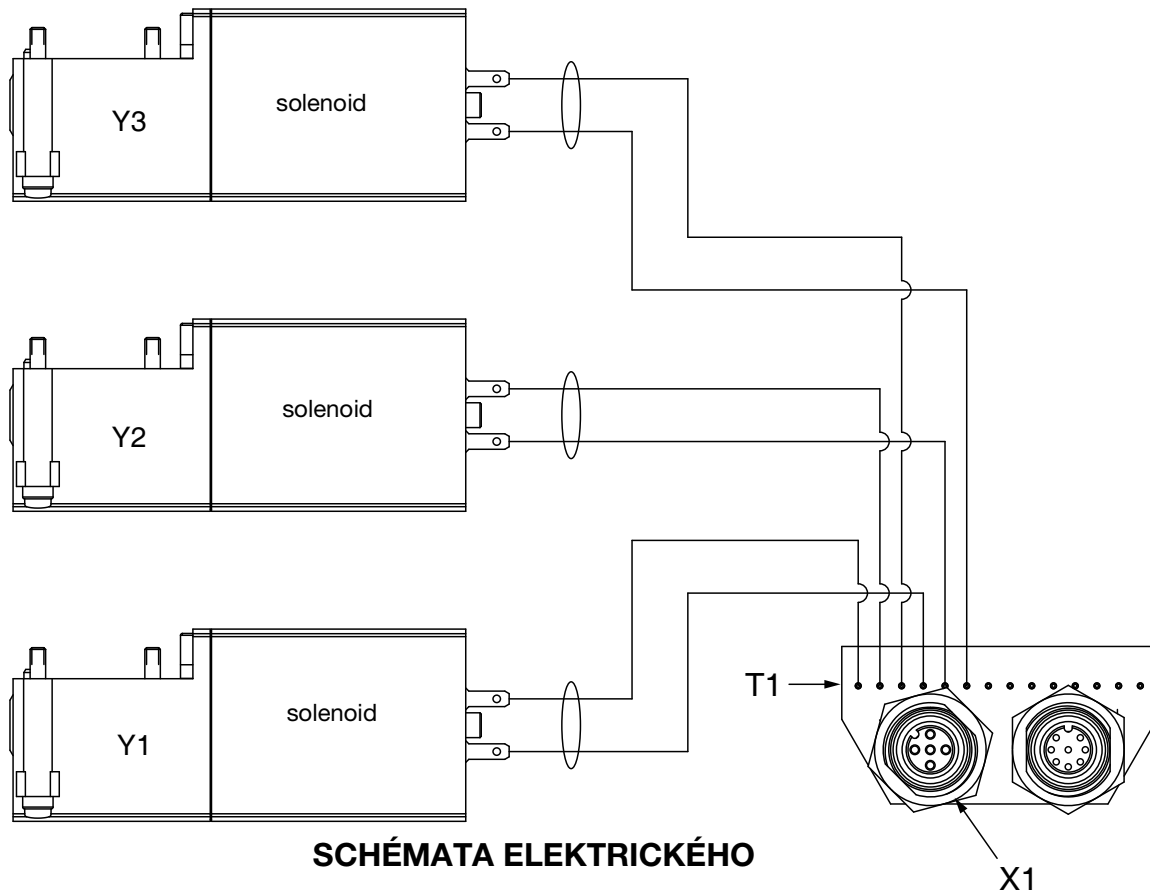 Y3
solenoid
Y2
solenoid
Y1
solenoid
T1
X1
SCHÉMATA ELEKTRICKÉHO